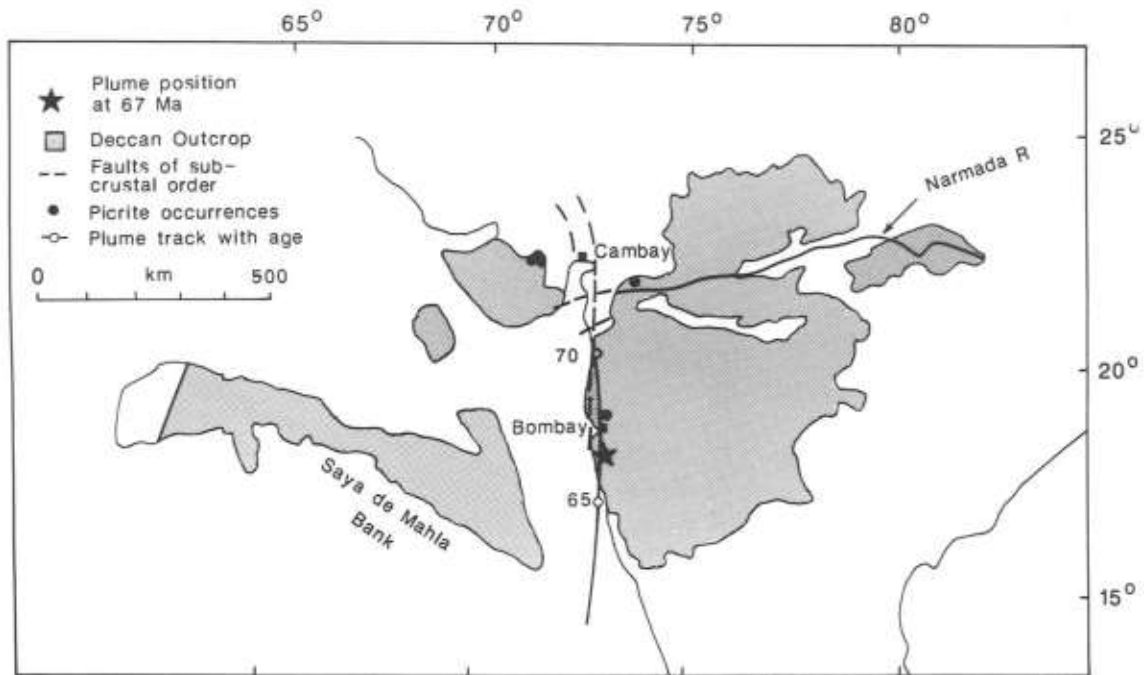 65° 70° 75° 80°
Plume position
at 67 Ma
Deccan Outcrop
Faults of sub-
crustal order
Picrite occurrences
Plume track with age
0 km 500
25
Narmada R
Cambay
70
20°
Bombay
65
Saya de Mahla
Bank
15°